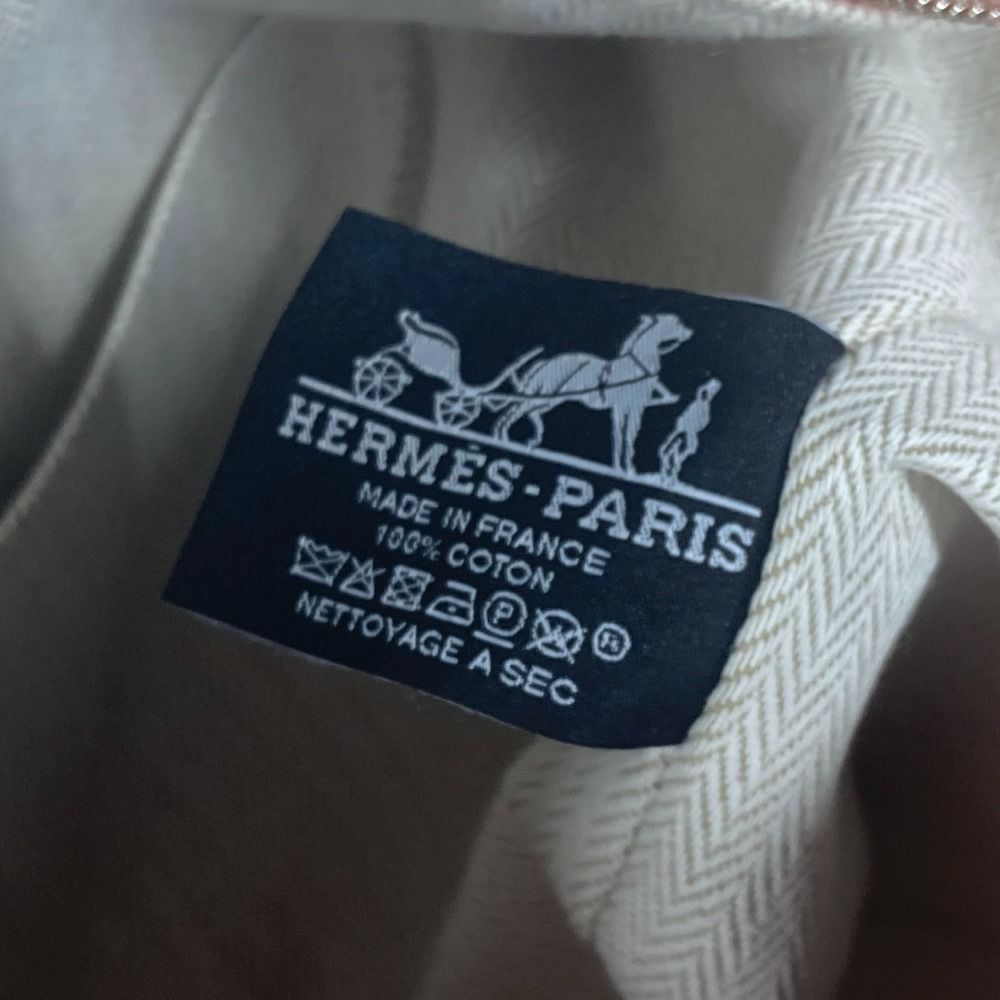 HERMÈS-PARIS
MADE IN FRANCE
100% COTON
P
NETTOYAGE A SEC